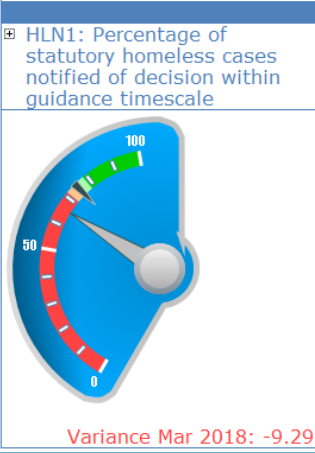 HLN1: Percentage of
statutory homeless cases
notified of decision within
guidance timescale
100
50
0
Variance Mar 2018: -9.29